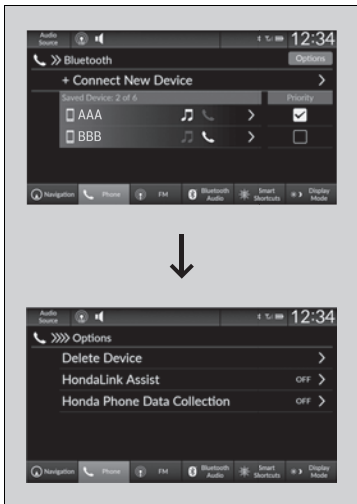 Audio
Source
12:34
Bluetooth
Options
+ Connect New Device
Saved Device: 2 of 6
Priority
AAA
BBB
Navigation
Phone
FM
Bluetooth
Audio
Smart
Shortcuts
Display
Mode
Audio
Source
12:34
Options
Delete Device
HondaLink Assist
OFF
Honda Phone Data Collection
OFF
Navigation
Phone
FM
Bluetooth
Audio
Smart
Shortcuts
Display
Mode